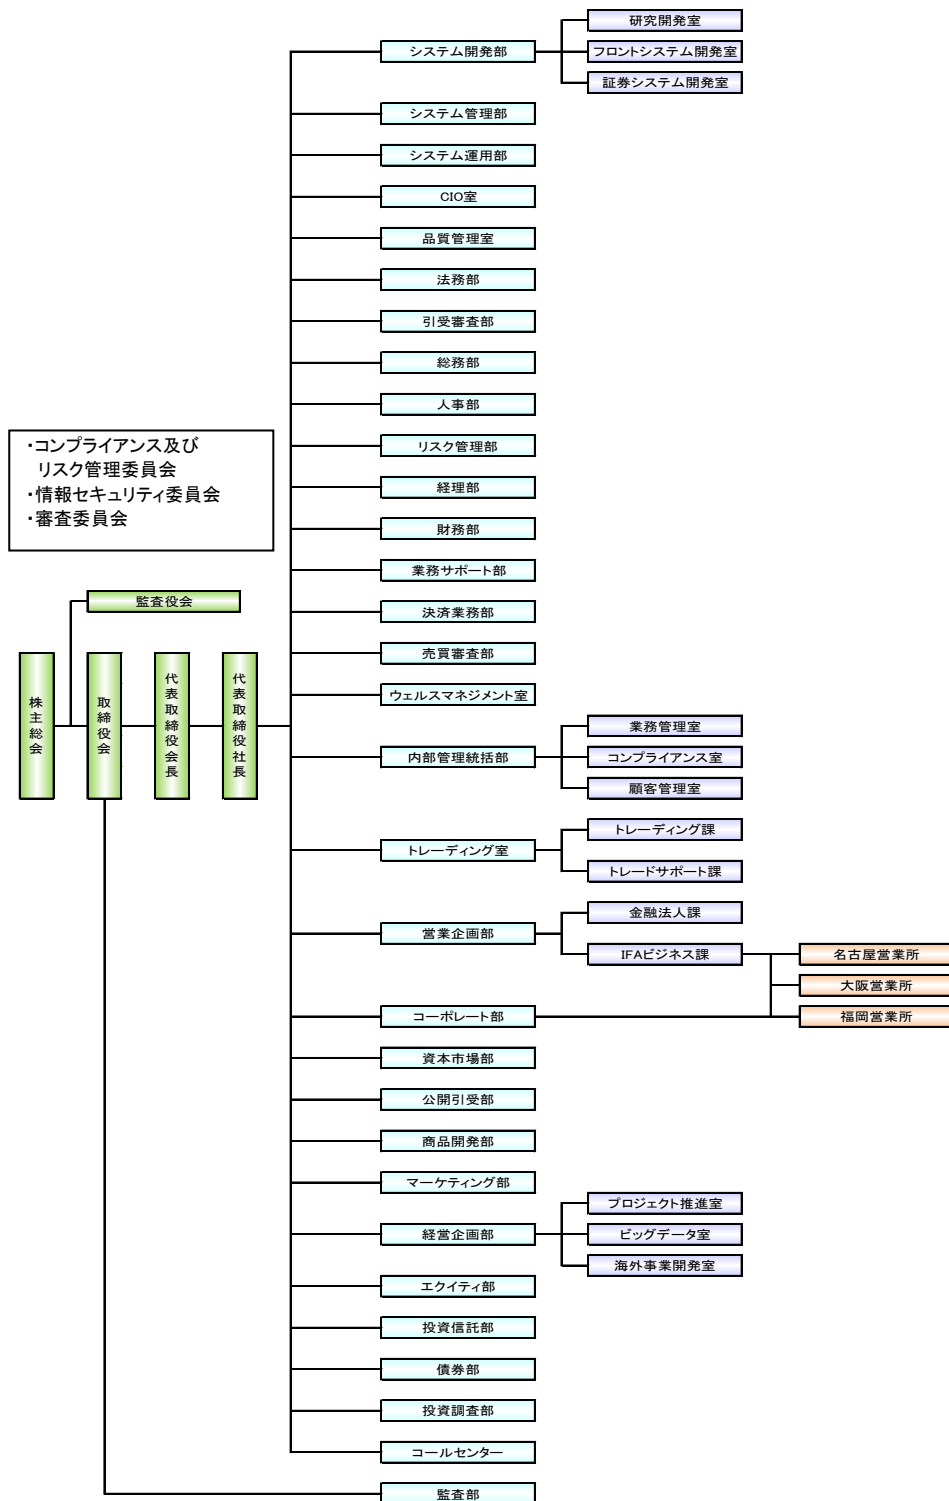 研究開発室
システム開発部
フロントシステム開発室
証券システム開発室
システム管理部
システム運用部
CIO室
品質管理室
法務部
引受審査部
総務部
人事部
・コンプライアンス及び
リスク管理委員会
・情報セキュリティ委員会
・審査委員会
リスク管理部
経理部
財務部
業務サポート部
監査役会
決済業務部
売買審査部
株主総会
取締役会
代表取締役会長
代表取締役社長
ウェルスマネジメント室
業務管理室
内部管理統括部
コンプライアンス室
顧客管理室
トレーディング課
トレーディング室
トレードサポート課
金融法人課
営業企画部
IFAビジネス課
名古屋営業所
大阪営業所
コーポレート部
福岡営業所
資本市場部
公開引受部
商品開発部
マーケティング部
プロジェクト推進室
経営企画部
ビッグデータ室
海外事業開発室
エクイティ部
投資信託部
債券部
投資調査部
コールセンター
監査部